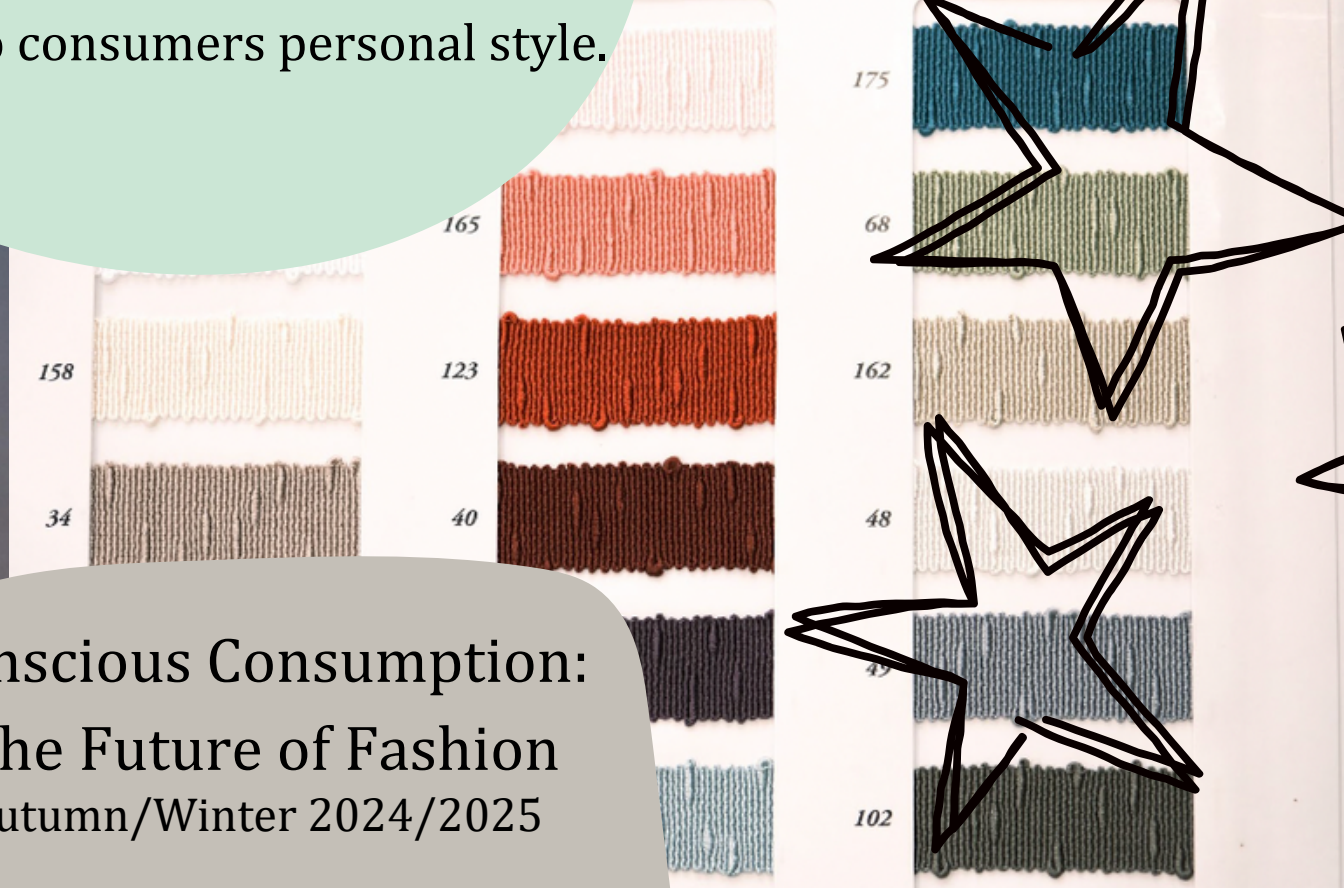 consumers personal style.
175
165
68
158
123
162
34
40
48
nscious Consumption:
49
he Future of Fashion
utumn/Winter 2024/2025
102